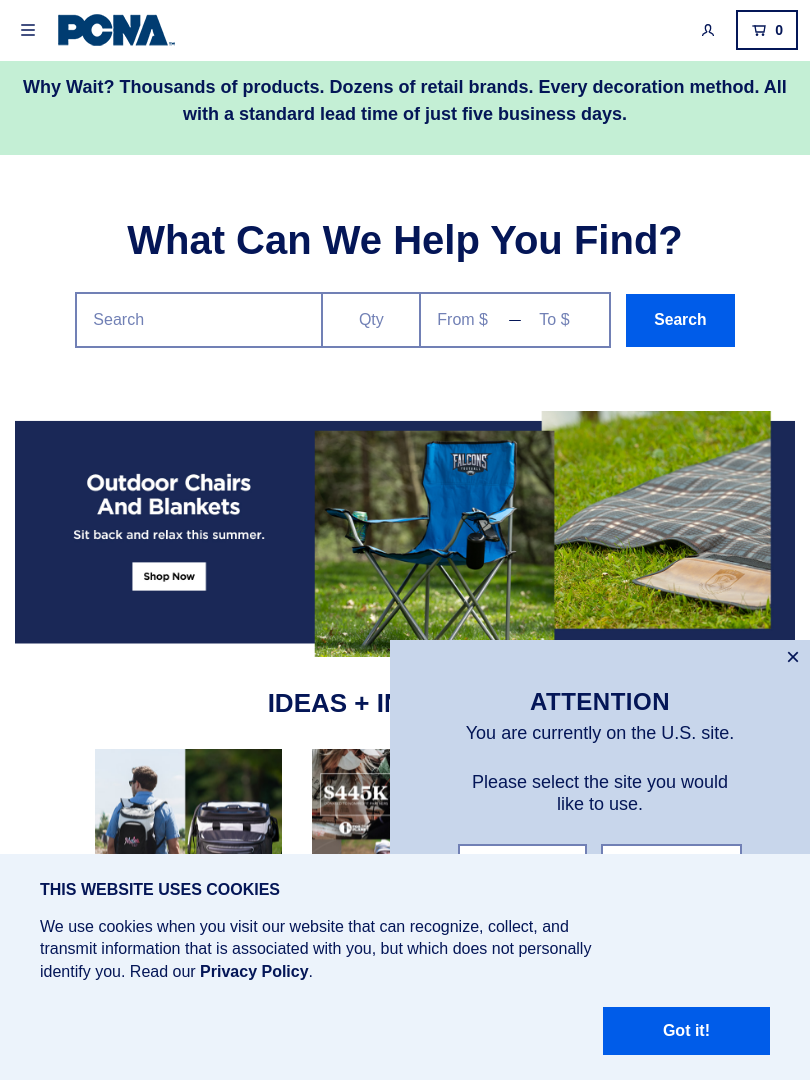 PCNA
0
Why Wait? Thousands of products. Dozens of retail brands. Every decoration method. All
with a standard lead time of just five business days.
What Can We Help You Find?
Search
Qty
From $
—
To $
Search
Outdoor Chairs
And Blankets
Sit back and relax this summer.
Shop Now
FALCONS
IDEAS +
$445K
ATTENTION
You are currently on the U.S. site.
Please select the site you would
like to use.
THIS WEBSITE USES COOKIES
We use cookies when you visit our website that can recognize, collect, and
transmit information that is associated with you, but which does not personally
identify you. Read our Privacy Policy.
Got it!